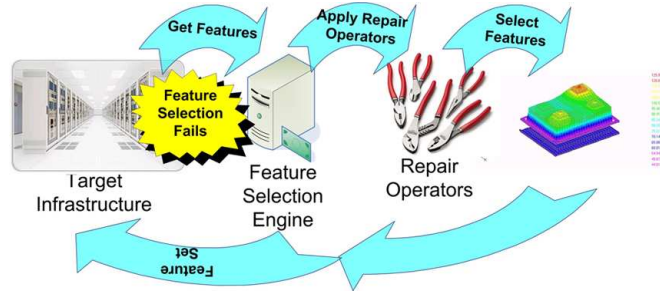 Get Features
Apply Repair
Operators
Select
Features
Feature
Selection
Fails
Target
Infrastructure
Feature
Selection
Engine
Repair
Operators
Feature
Set